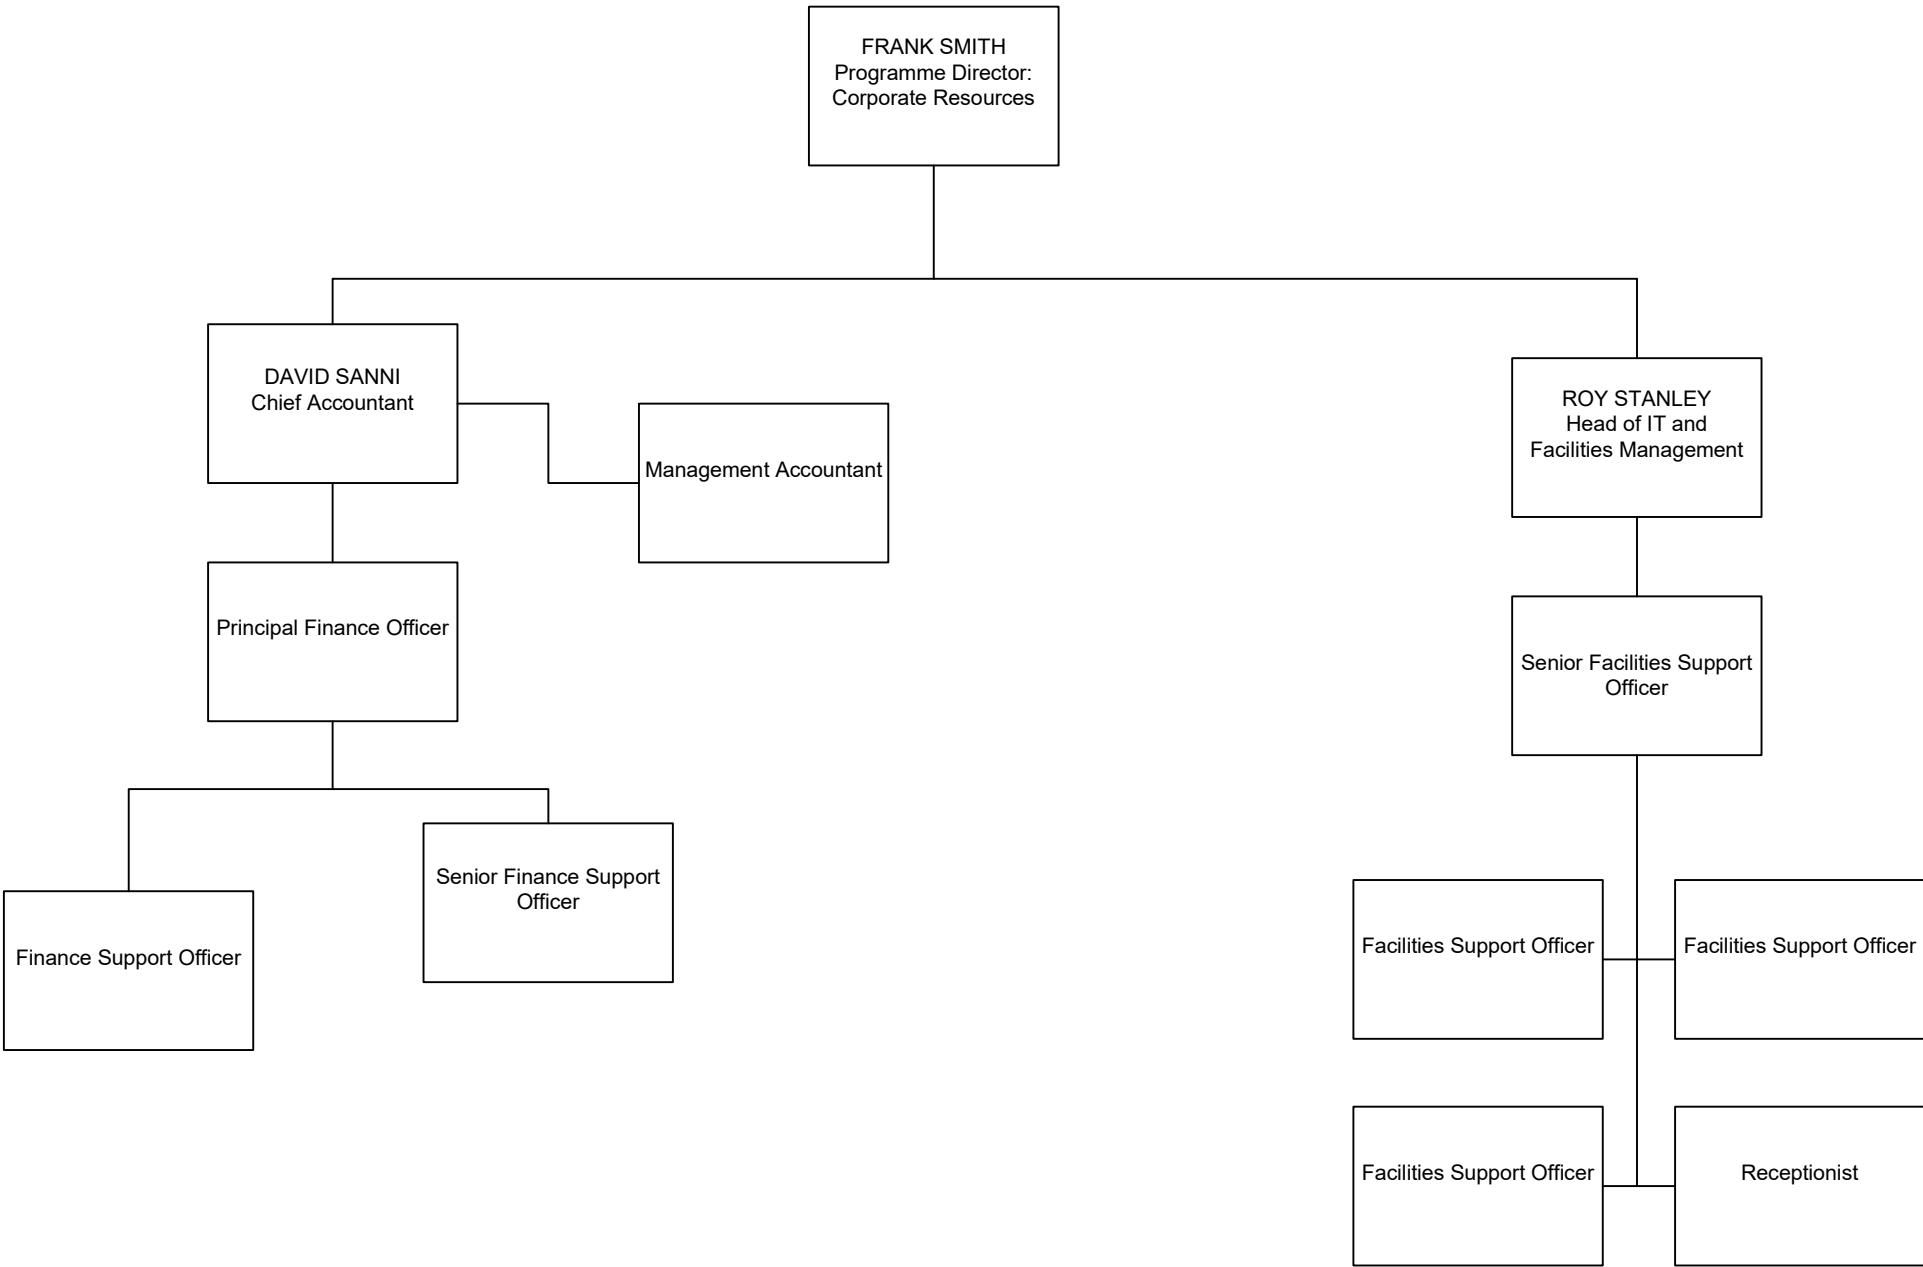 FRANK SMITH
Programme Director:
Corporate Resources
DAVID SANNI
Chief Accountant
Management Accountant
ROY STANLEY
Head of IT and
Facilities Management
Principal Finance Officer
Senior Facilities Support
Officer
Senior Finance Support
Officer
Finance Support Officer
Facilities Support Officer
Facilities Support Officer
Facilities Support Officer
Receptionist